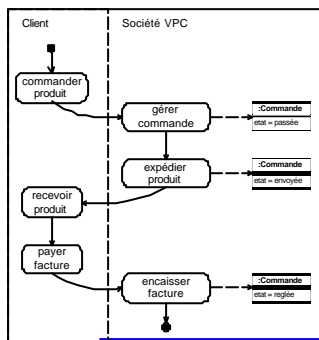 Client
Société VPC
commander
produit
gérer
commande
:Commande
etat = passée
expédier
produit
:Commande
etat = envoyée
recevoir
produit
payer
facture
encaisser
facture
:Commande
etat = reglée